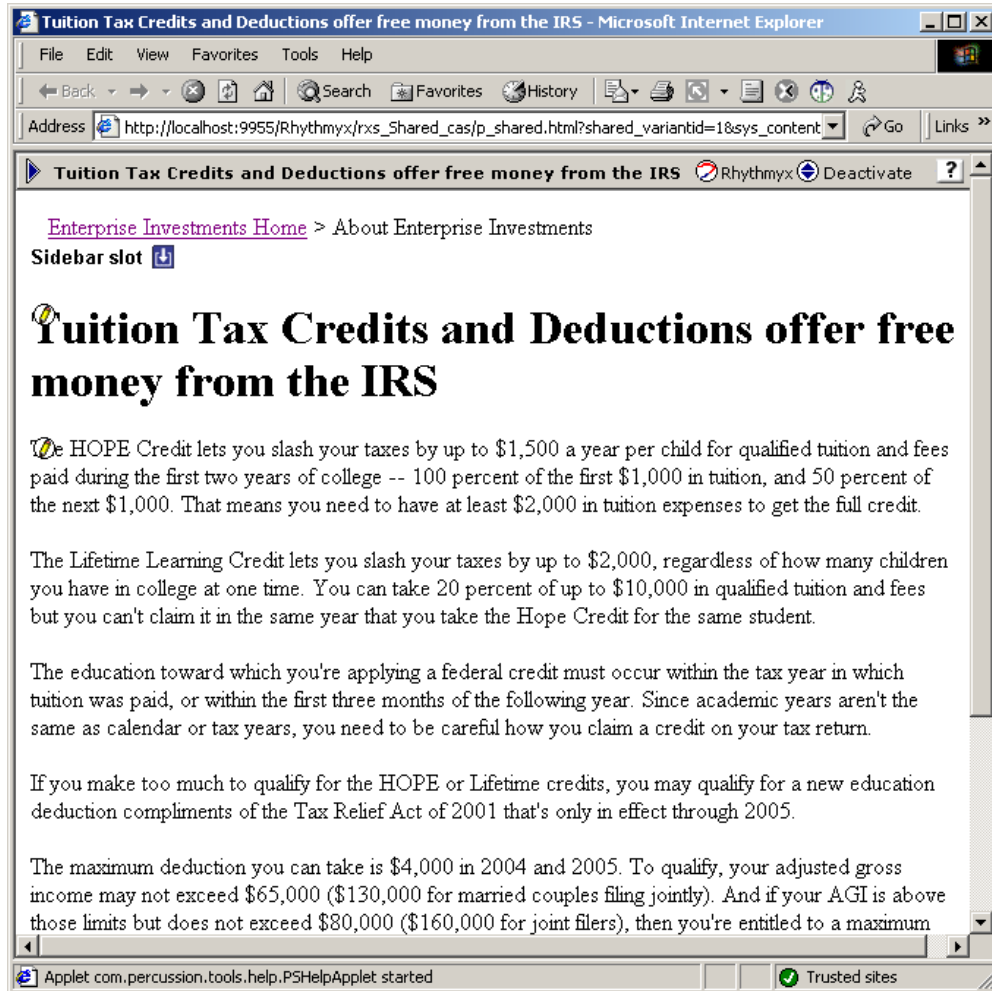 Tuition Tax Credits and Deductions offer free money from the IRS - Microsoft Internet Explorer
File Edit View Favorites Tools Help
Back Search Favorites History
Address http://localhost:9955/Rhythmyx/rxs_Shared_cas/p_shared.html?shared_variantid=1&sys_content Go Links »
Tuition Tax Credits and Deductions offer free money from the IRS Rhythmyx Deactivate ?
Enterprise Investments Home > About Enterprise Investments
Sidebar slot
Tuition Tax Credits and Deductions offer free
money from the IRS
The HOPE Credit lets you slash your taxes by up to $1,500 a year per child for qualified tuition and fees
paid during the first two years of college -- 100 percent of the first $1,000 in tuition, and 50 percent of
the next $1,000. That means you need to have at least $2,000 in tuition expenses to get the full credit.
The Lifetime Learning Credit lets you slash your taxes by up to $2,000, regardless of how many children
you have in college at one time. You can take 20 percent of up to $10,000 in qualified tuition and fees
but you can't claim it in the same year that you take the Hope Credit for the same student.
The education toward which you're applying a federal credit must occur within the tax year in which
tuition was paid, or within the first three months of the following year. Since academic years aren't the
same as calendar or tax years, you need to be careful how you claim a credit on your tax return.
If you make too much to qualify for the HOPE or Lifetime credits, you may qualify for a new education
deduction compliments of the Tax Relief Act of 2001 that's only in effect through 2005.
The maximum deduction you can take is $4,000 in 2004 and 2005. To qualify, your adjusted gross
income may not exceed $65,000 ($130,000 for married couples filing jointly). And if your AGI is above
those limits but does not exceed $80,000 ($160,000 for joint filers), then you're entitled to a maximum
Applet com.percussion.tools.help.PSHelpApplet started Trusted sites